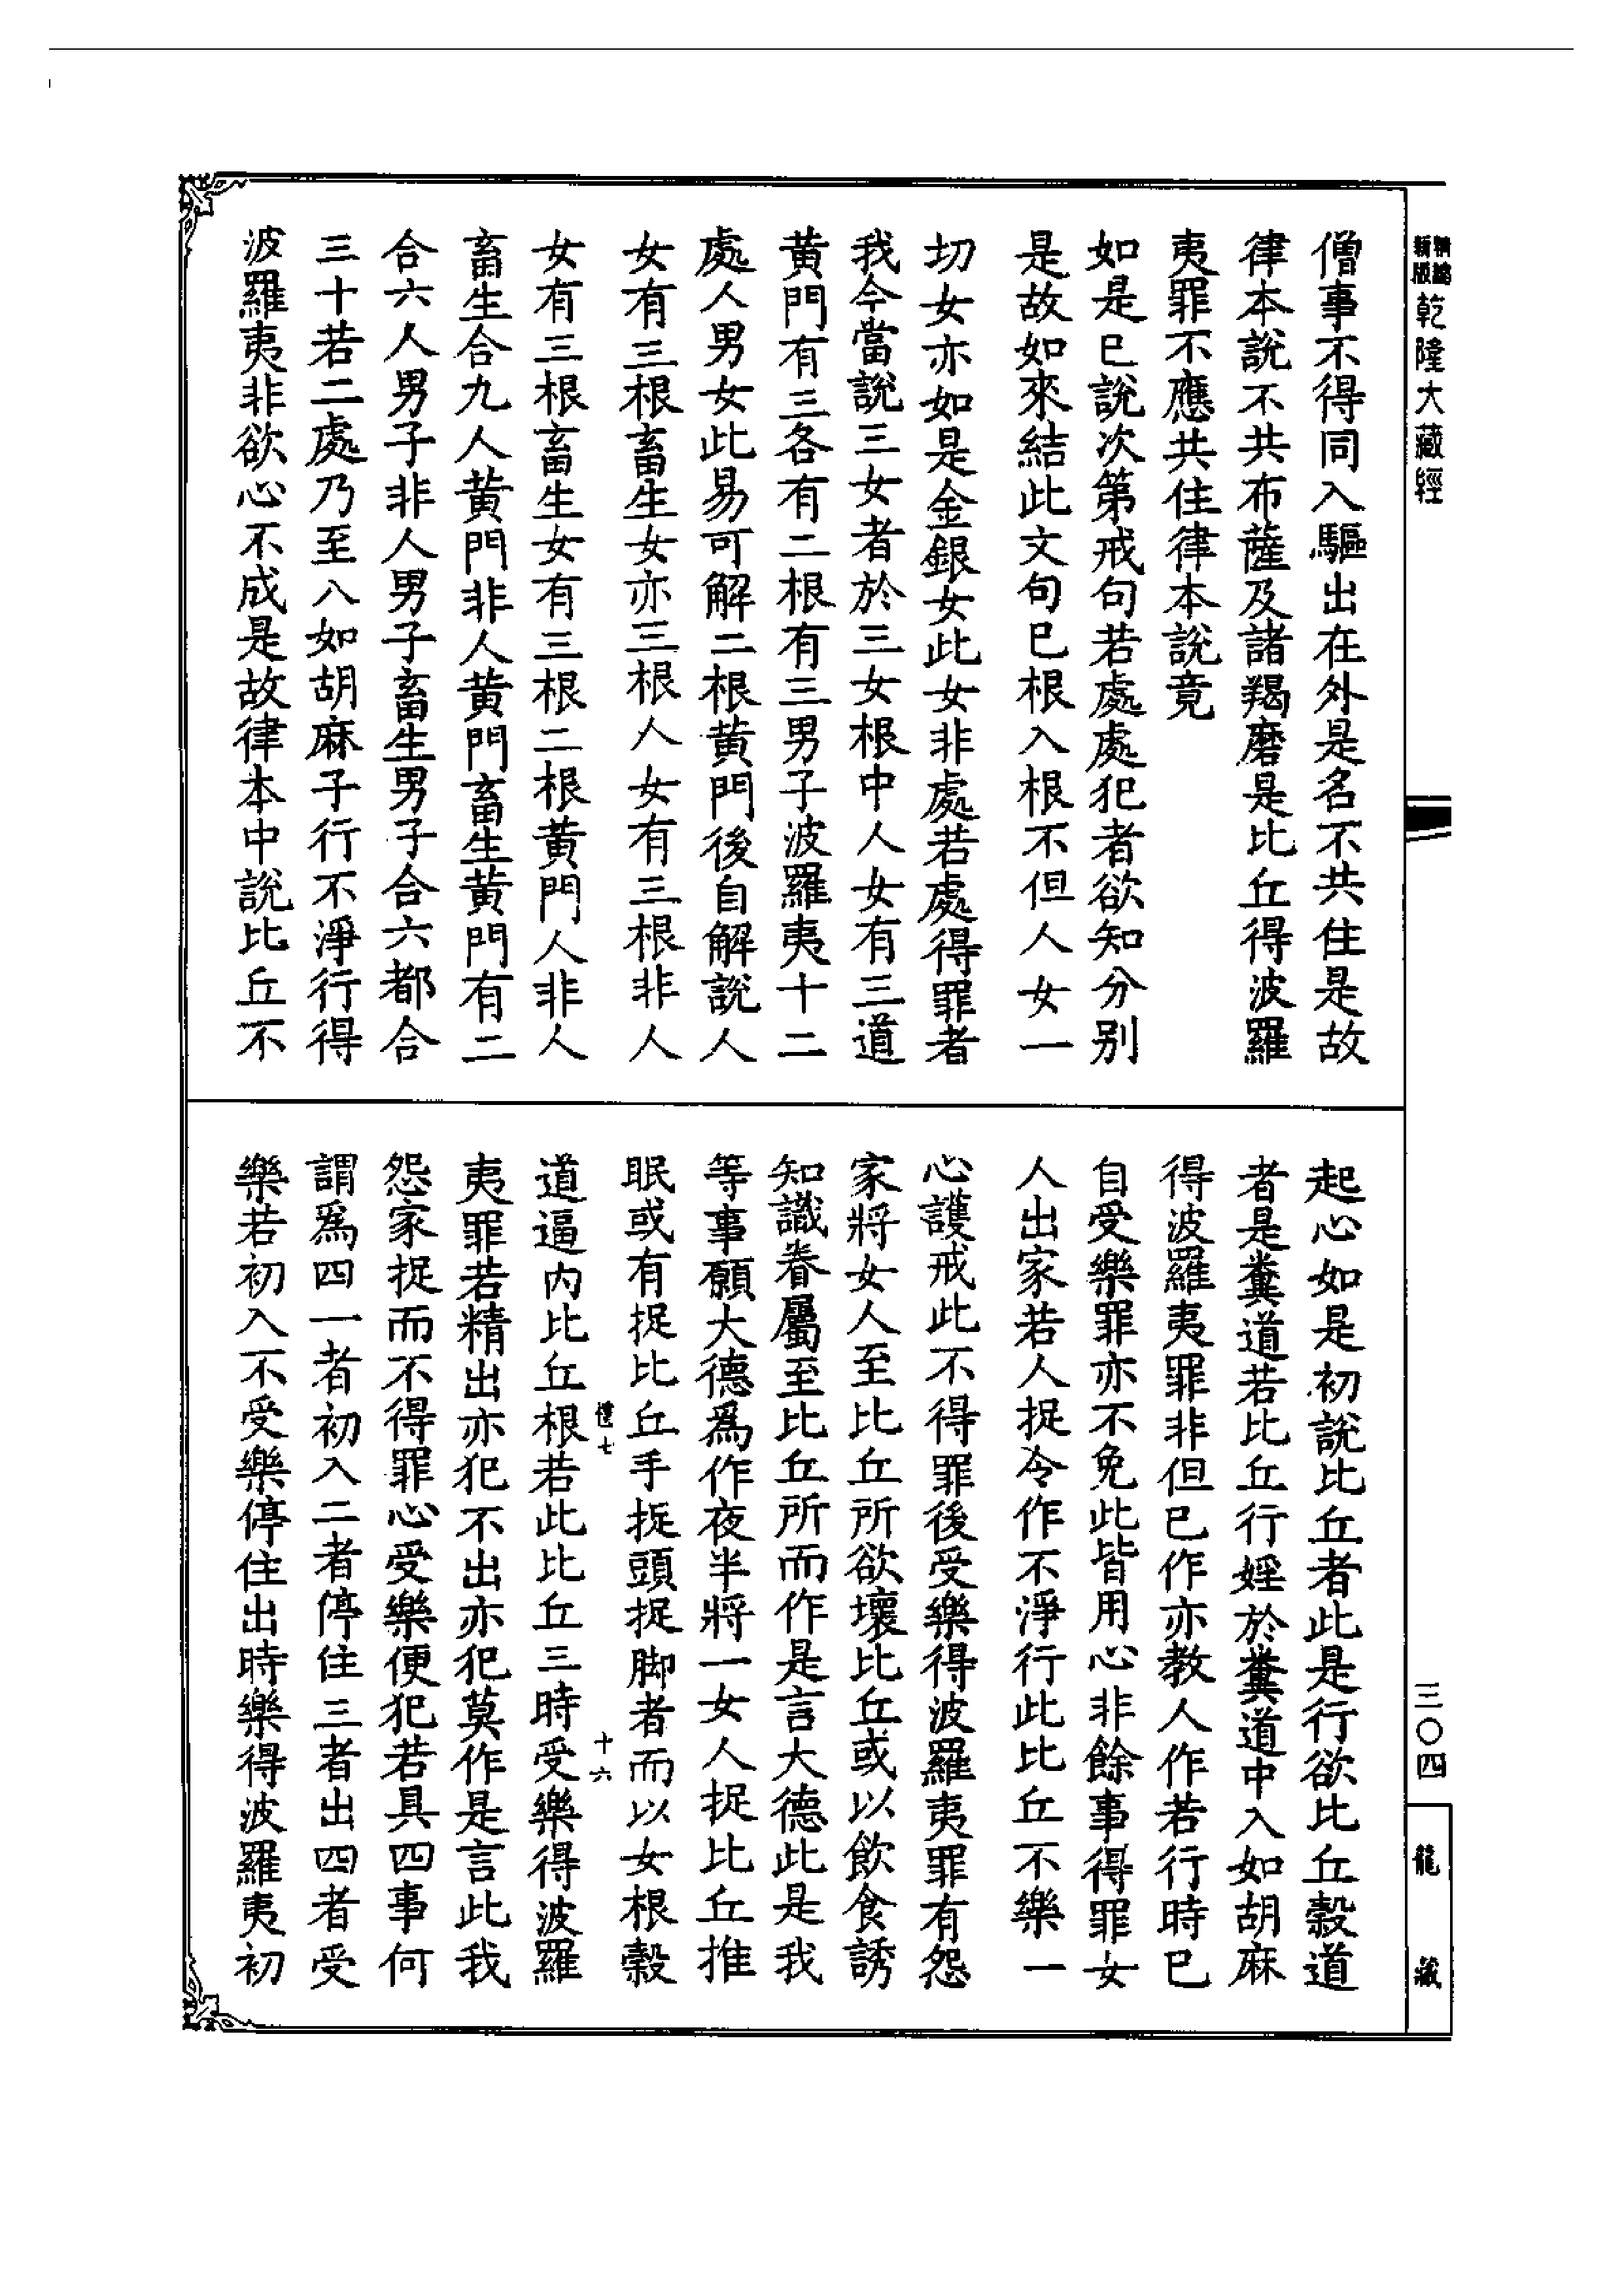 精編
新版
乾隆大藏經
僧事不得同入驅出在外是名不共住是故
律本說不共布薩及諸羯磨是比丘得波羅
夷罪不應共住律本說竟
如是已說次第戒句若處處犯者欲知分別
是故如來結此文句已根入根不但人女一
切女亦如是金銀女此女非處若處得罪者
我今當說三女者於三女根中人女有三道
黃門有三各有二根有三男子波羅夷十二
處人男女此易可解二根黃門後自解說人
女有三根畜生女亦三根人女有三根非人
女有三根畜生女有三根二根黃門人非人
畜生合九人黃門非人黃門畜生黃門有二
合六人男子非人男子畜生男子合六都合
三十若二處乃至八如胡麻子行不淨行得
波羅夷非欲心不成是故律本中說比丘不
起心如是初說比丘者此是行欲比丘穀道
者是糞道若比丘行婬於糞道中入如胡麻
得波羅夷罪非但已作亦教人作若行時已
自受樂罪亦不免此皆用心非餘事得罪女
人出家若人捉令作不淨行此比丘不樂一
心護戒此不得罪後受樂得波羅夷罪有怨
家將女人至比丘所欲壞比丘或以飲食誘
知識眷屬至比丘所而作是言大德此是我
等事願大德為作夜半將一女人捉比丘推
眠或有捉比丘手捉頭捉脚者而以女根穀
道逼內比丘根若此比丘三時受樂得波羅
夷罪若精出亦犯不出亦犯莫作是言此我
怨家捉而不得罪心受樂便犯若具四事何
謂為四一者初入二者停住三者出四者受
樂若初入不受樂停住出時樂得波羅夷初
七
十六
三〇四
龍藏